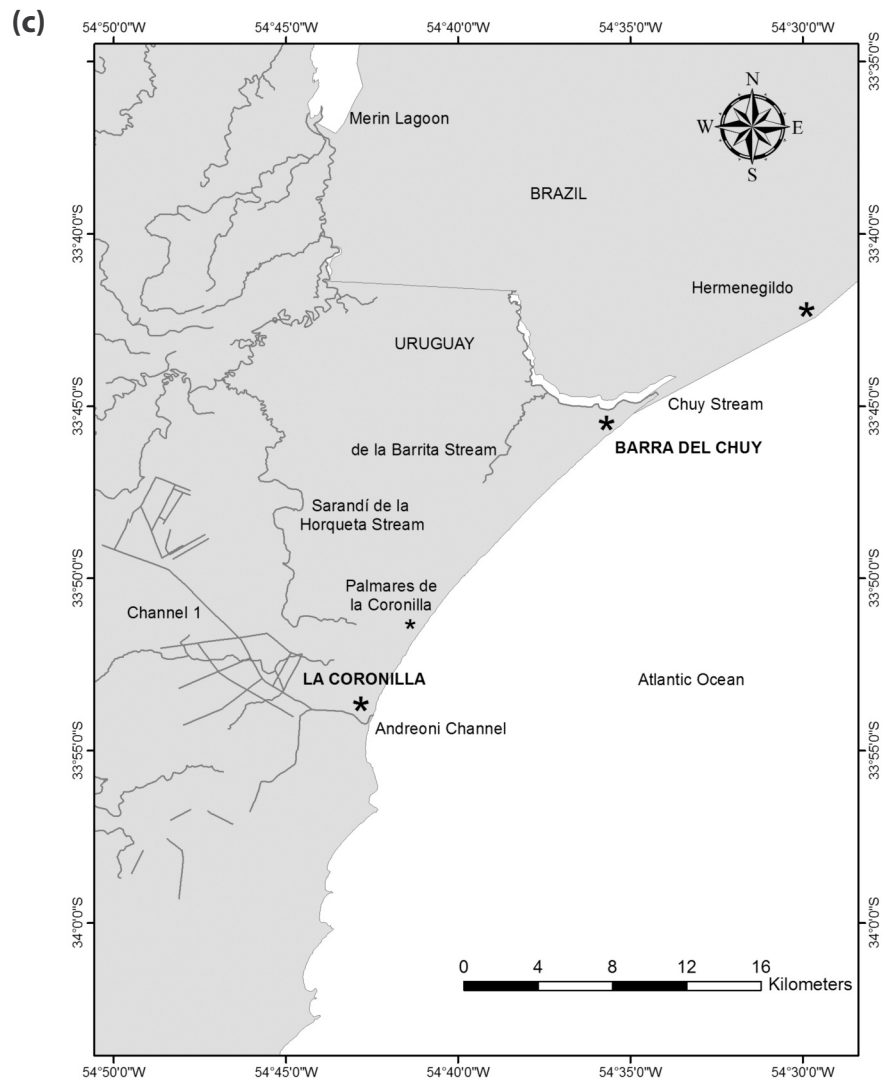 (c)
54°50'0"W 54°45'0"W 54°40'0"W 54°35'0"W 54°30'0"W
33°35'0"S 33°35'0"S
Merin Lagoon
N
W E
S
BRAZIL
33°40'0"S 33°40'0"S
Hermenegildo
*
URUGUAY
33°45'0"S 33°45'0"S
Chuy Stream
*
BARRA DEL CHUY
de la Barrita Stream
Sarandí de la
Horqueta Stream
33°50'0"S 33°50'0"S
Palmares de
la Coronilla
*
Channel 1
LA CORONILLA
*
Atlantic Ocean
Andreoni Channel
33°55'0"S 33°55'0"S
34°0'0"S 34°0'0"S
0 4 8 12 16
Kilometers
54°50'0"W 54°45'0"W 54°40'0"W 54°35'0"W 54°30'0"W